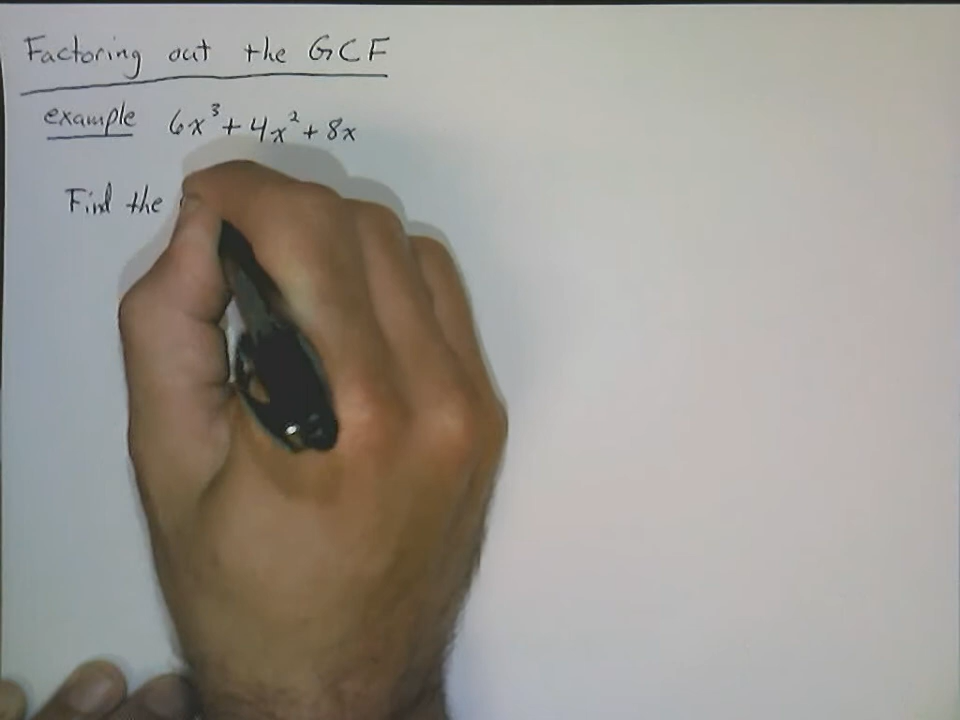 Factoring out the GCF
example 6x³ + 4x² + 8x
Find the